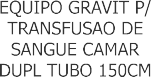 EQUIPO GRAVIT P/
TRANSFUSAO DE
SANGUE CAMAR
DUPL TUBO 150CM